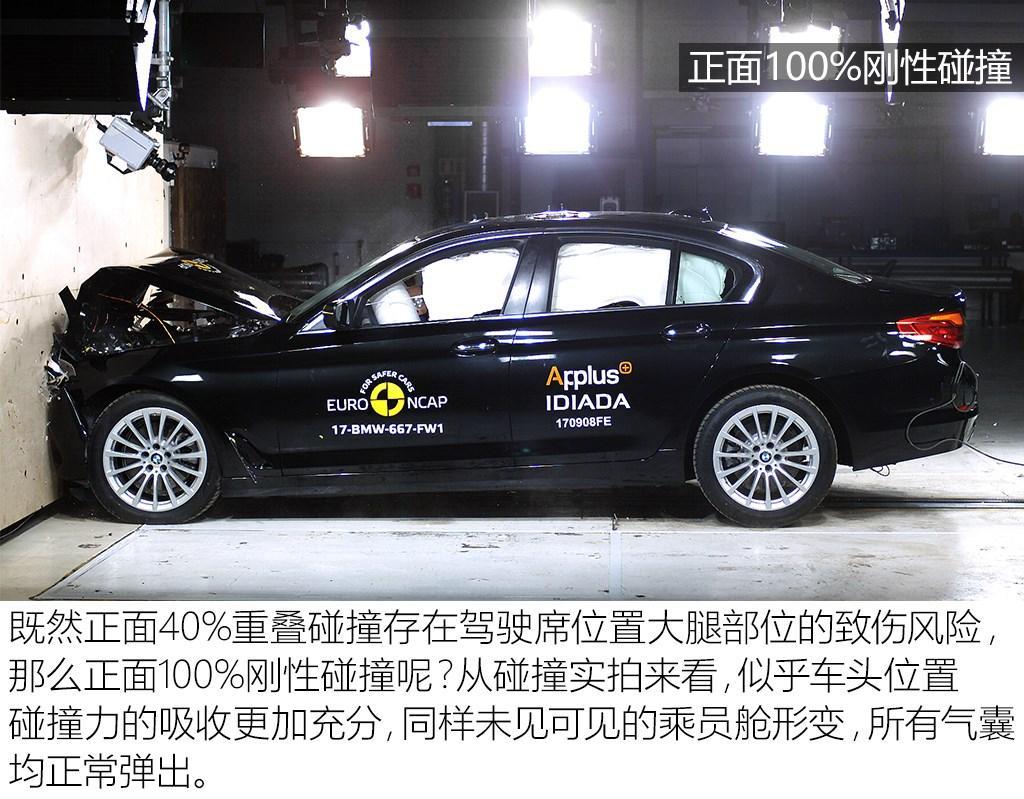 正面100%刚性碰撞
FOR SAFER CARS
EURO NCAP
17-BMW-667-FW1
Applus+
IDIADA
170908FE
既然正面40%重叠碰撞存在驾驶席位置大腿部位的致伤风险,
那么正面100%刚性碰撞呢?从碰撞实拍来看,似乎车头位置
碰撞力的吸收更加充分,同样未见可见的乘员舱形变,所有气囊
均正常弹出。